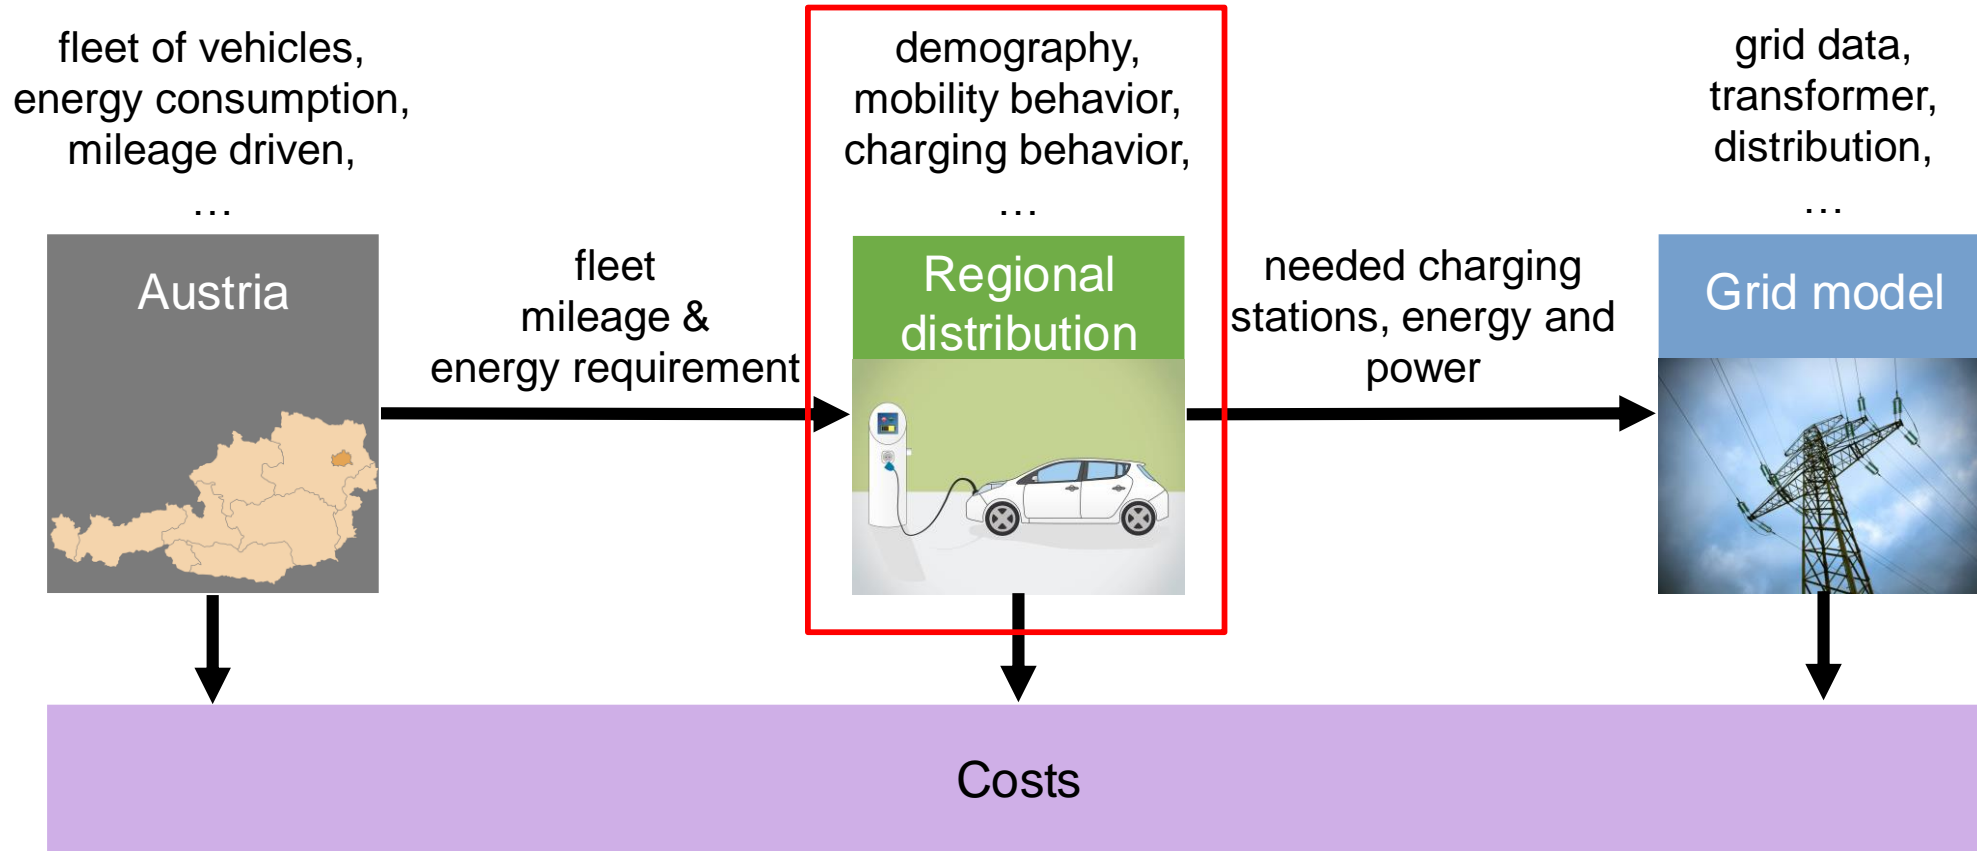 fleet of vehicles,
energy consumption,
mileage driven,
…
Austria
fleet
mileage &
energy requirement
demography,
mobility behavior,
charging behavior,
…
Regional
distribution
needed charging
stations, energy and
power
grid data,
transformer,
distribution,
…
Grid model
Costs